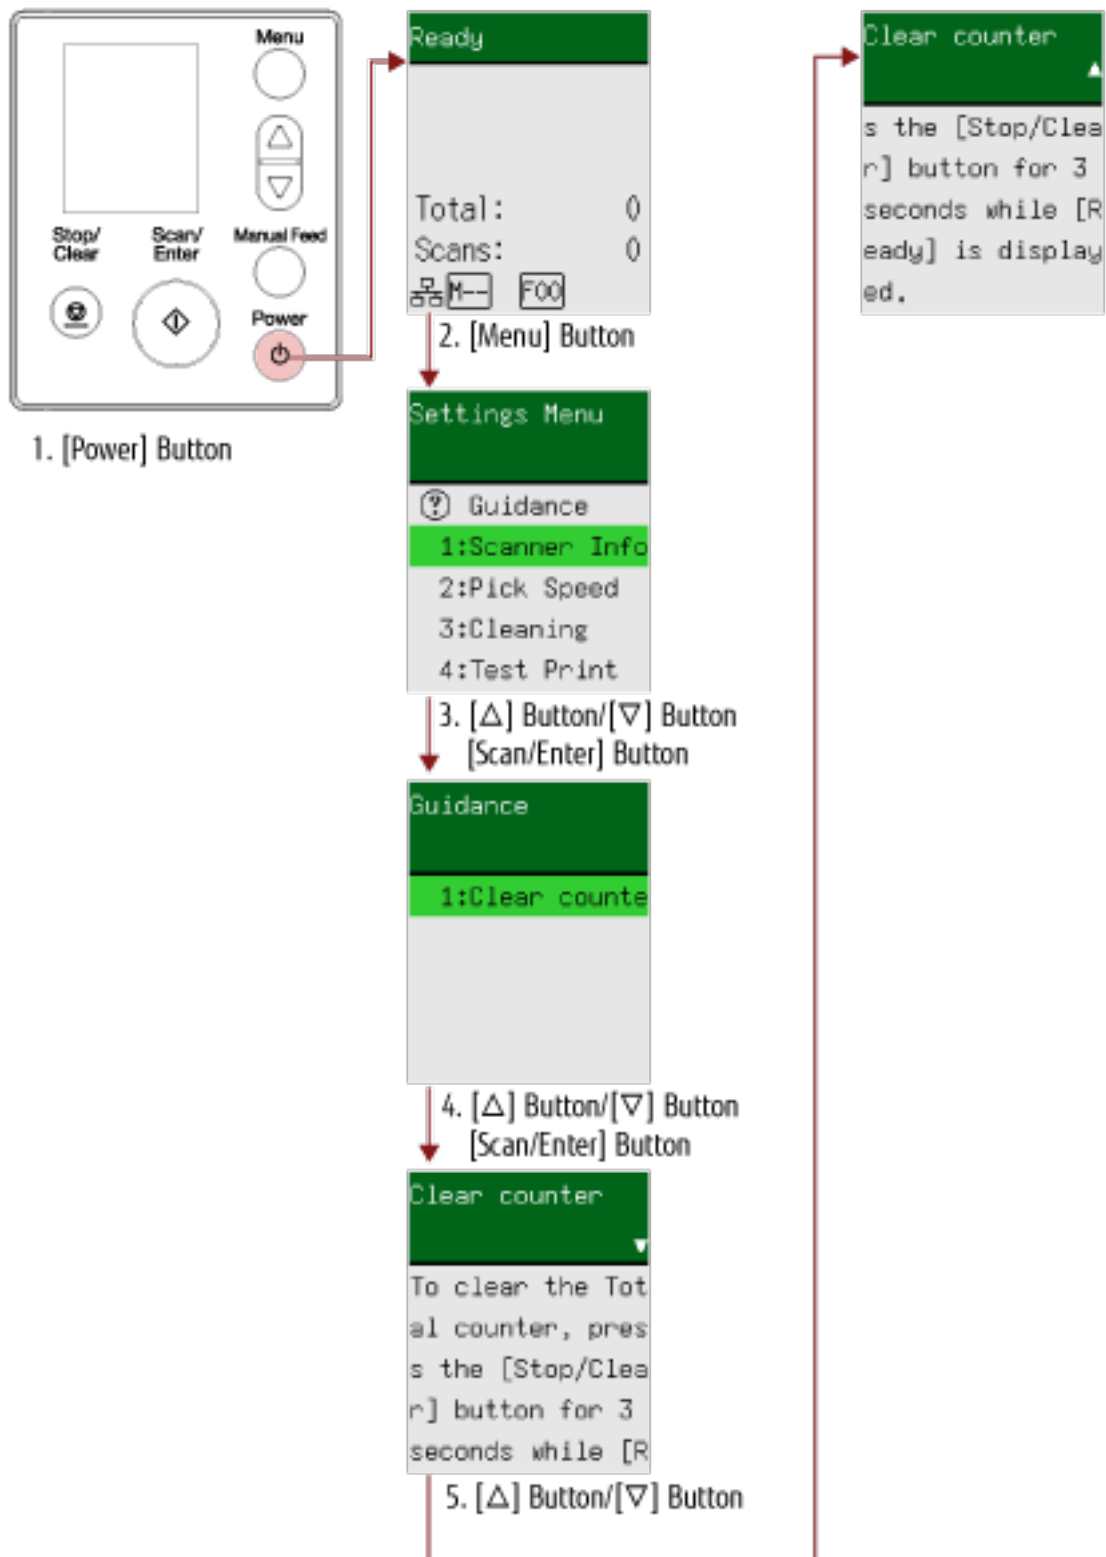 Menu
Stop/
Clear
Scan/
Enter
Manual Feed
Power
1. [Power] Button
Ready
Total: 0
Scans: 0
M-- F00
2. [Menu] Button
Settings Menu
? Guidance
1:Scanner Info
2:Pick Speed
3:Cleaning
4:Test Print
3. [△] Button/[▽] Button
[Scan/Enter] Button
Guidance
1:Clear counte
4. [△] Button/[▽] Button
[Scan/Enter] Button
Clear counter
▼
To clear the Tot
al counter, pres
s the [Stop/Clea
r] button for 3
seconds while [R
5. [△] Button/[▽] Button
Clear counter
▲
s the [Stop/Clea
r] button for 3
seconds while [R
eady] is display
ed.